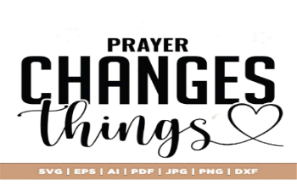 PRAYER
CHANGES
things
SVG | EPS | AI | PDF | JPG | PNG | DXF